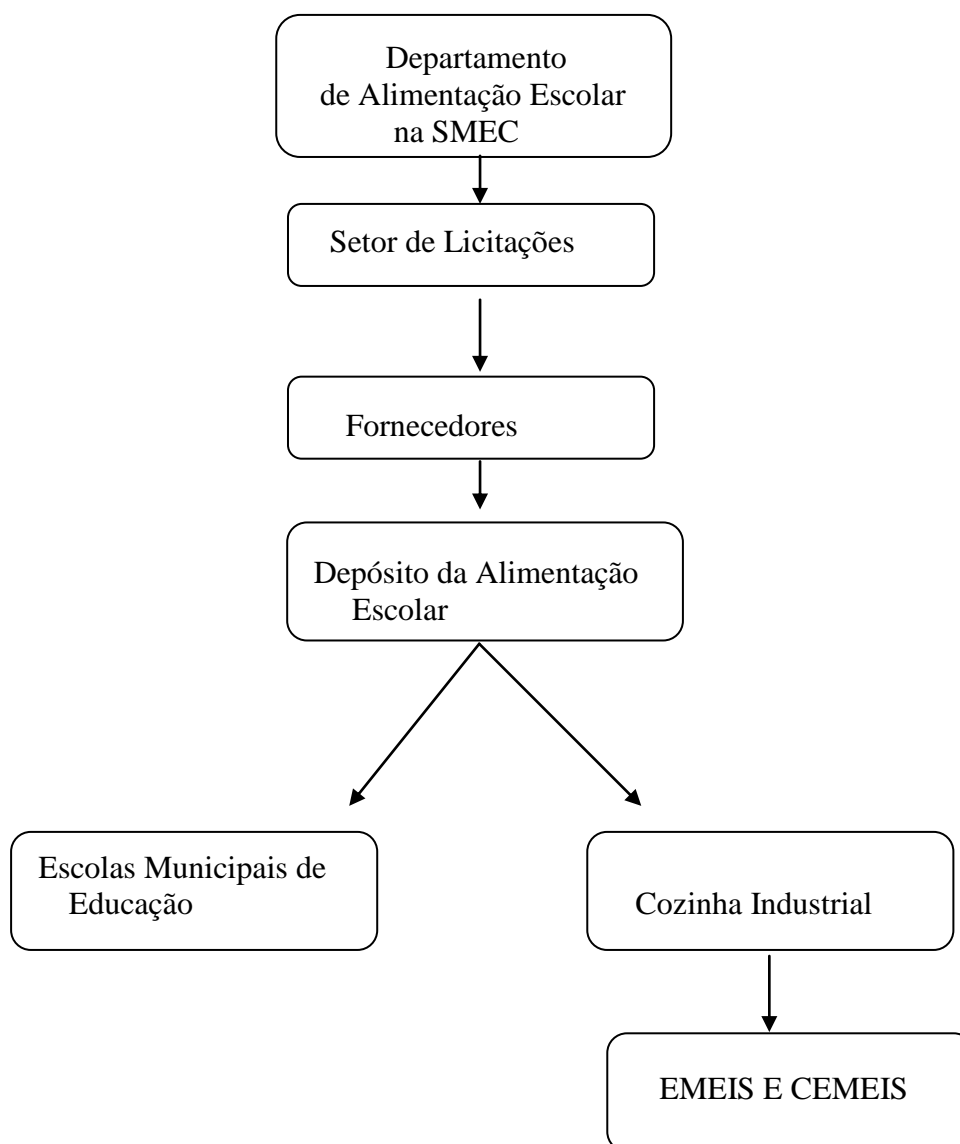 Departamento
de Alimentação Escolar
na SMEC
Setor de Licitações
Fornecedores
Depósito da Alimentação
Escolar
Escolas Municipais de
Educação
Cozinha Industrial
EMEIS E CEMEIS